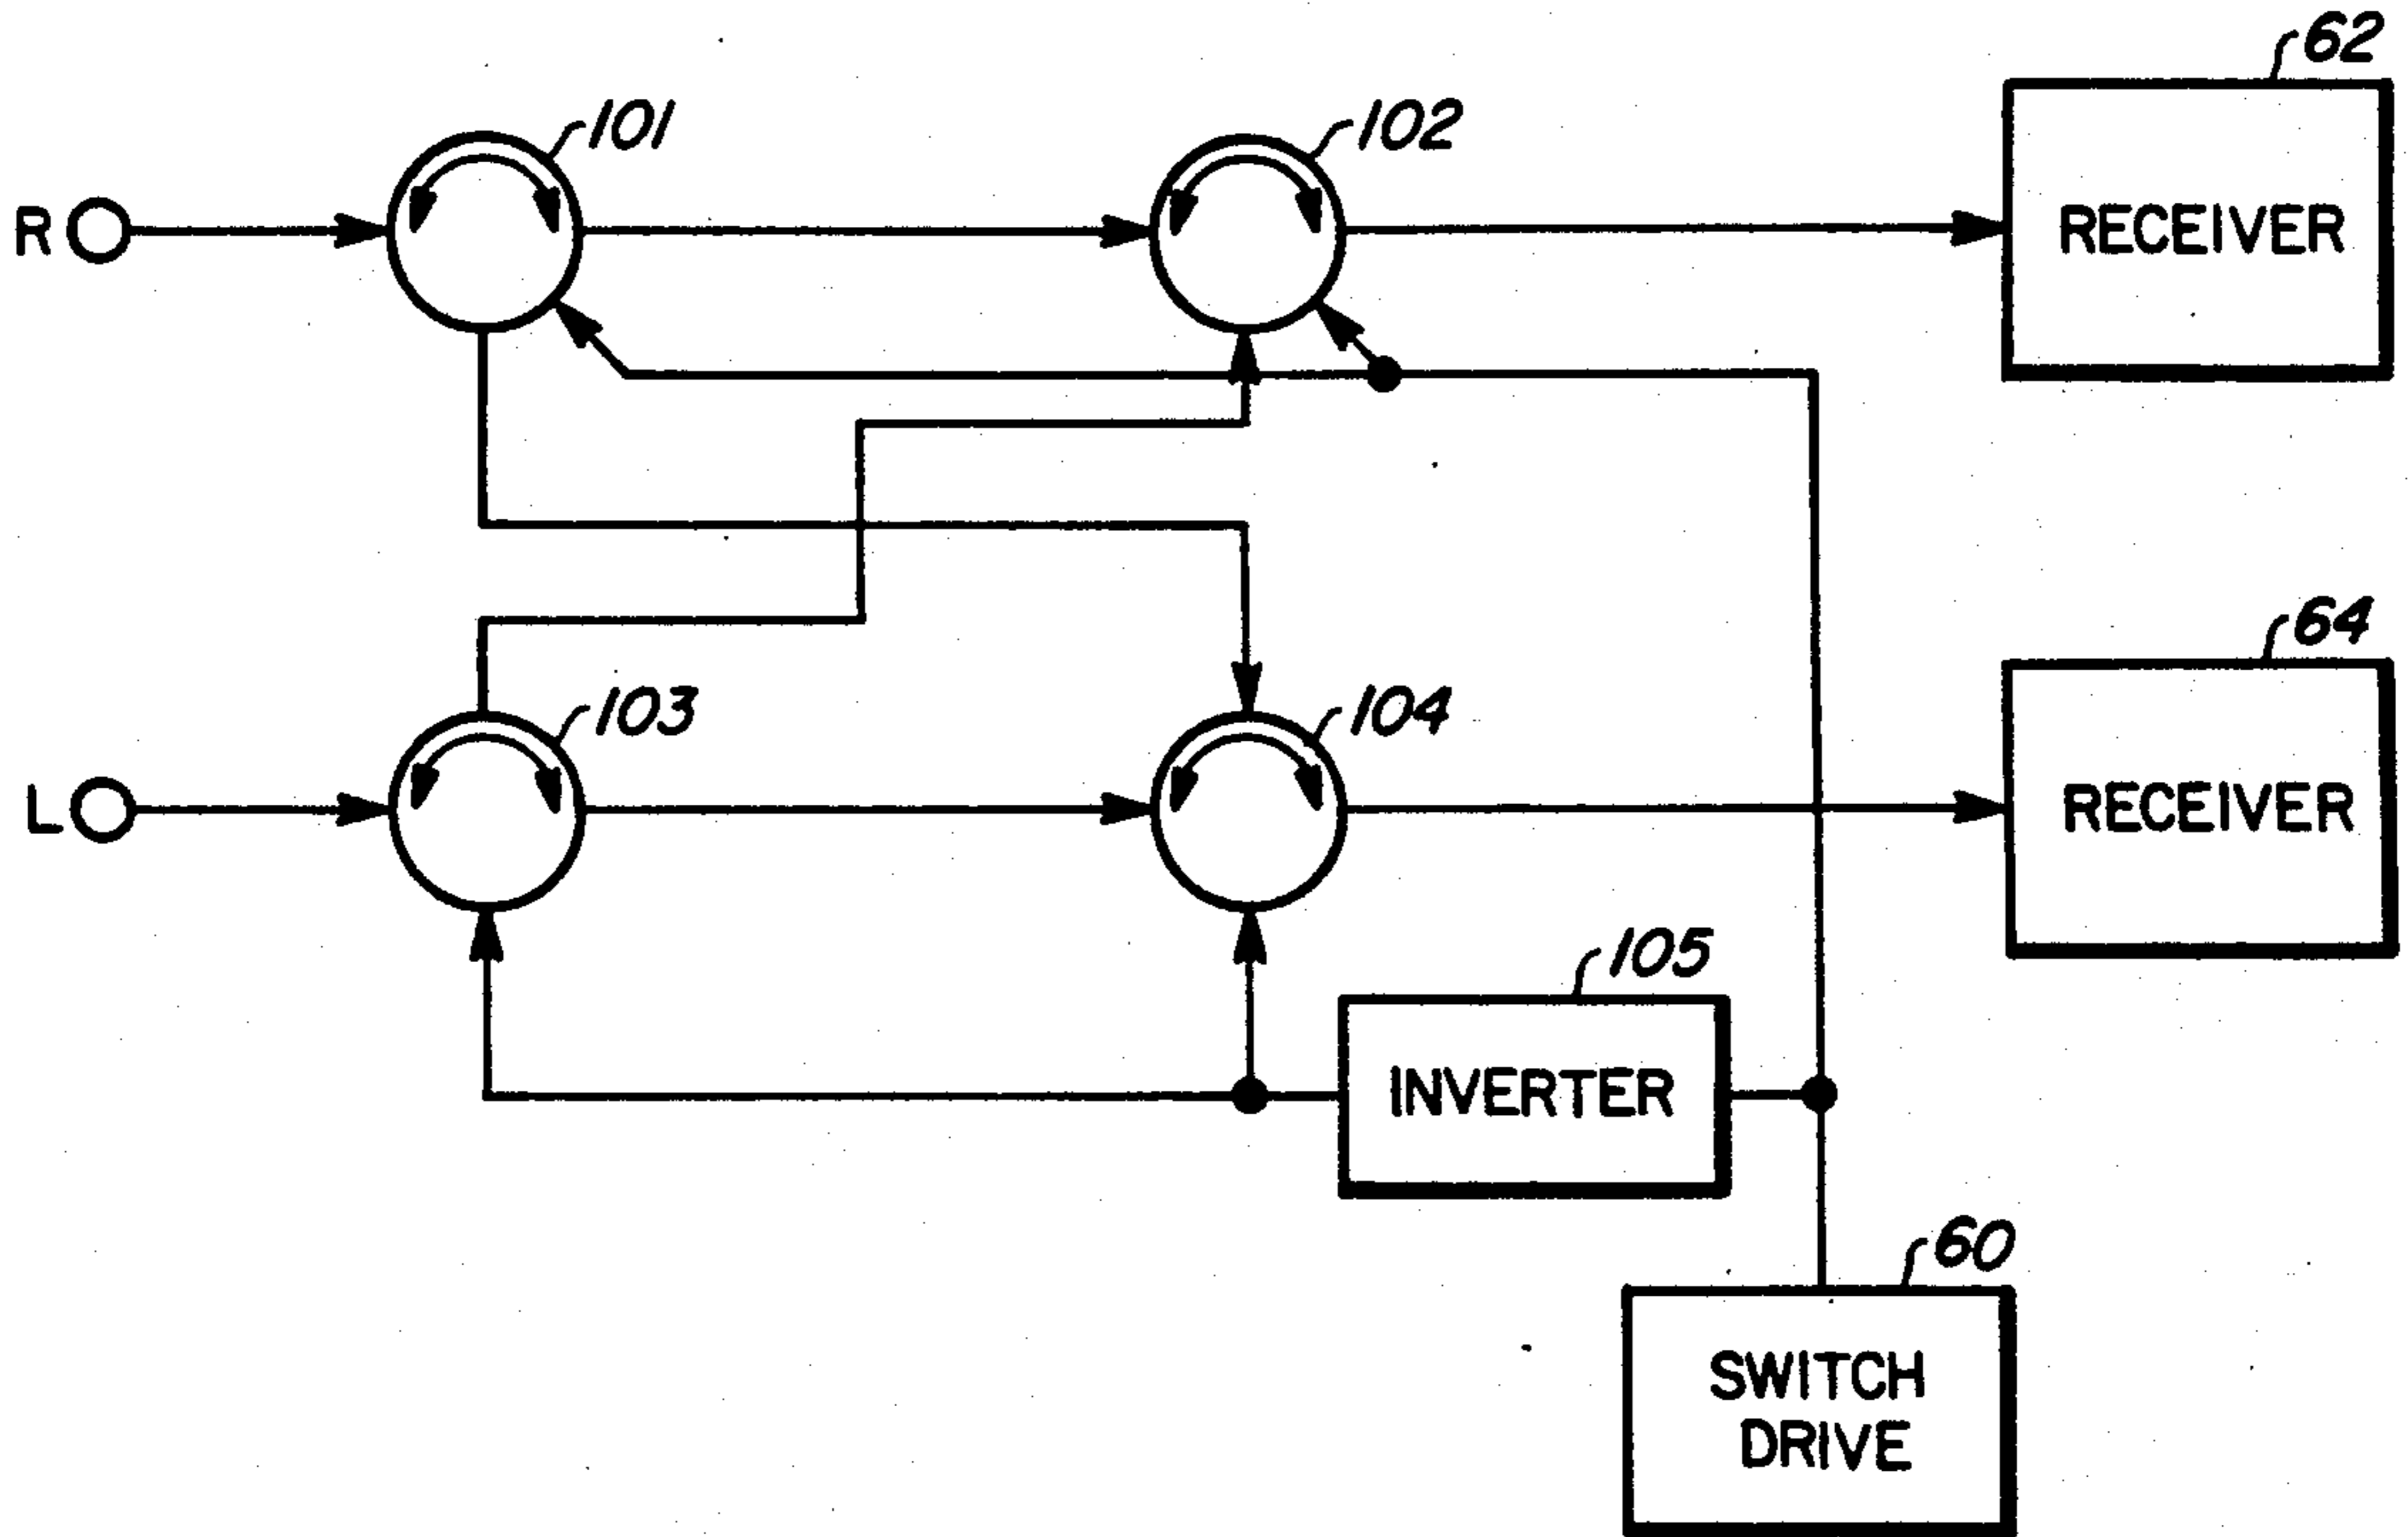 62
101
102
R
RECEIVER
64
103
104
L
RECEIVER
105
INVERTER
60
SWITCH
DRIVE